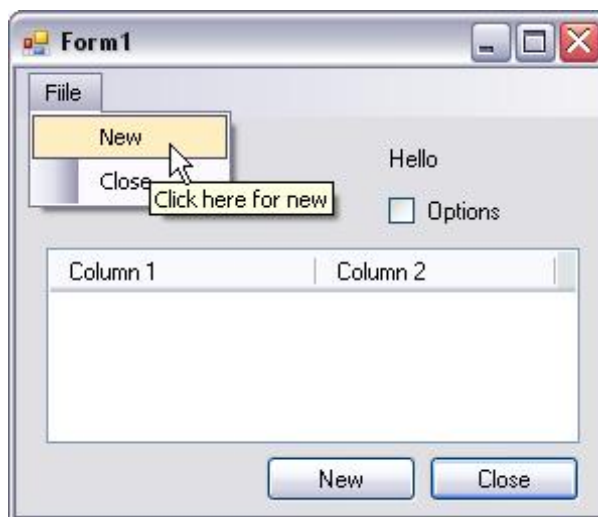 Form1
Fiile
New
Close
Click here for new
Hello
Options
Column 1 Column 2
New Close